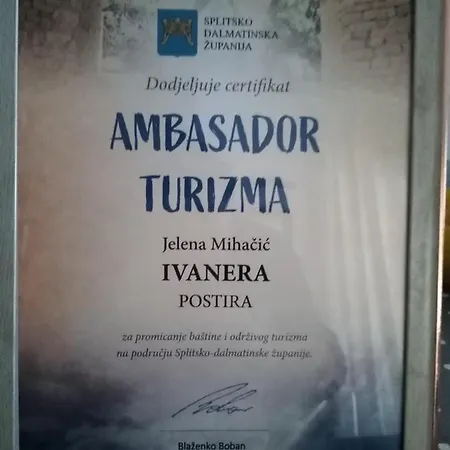 SPLITSKO
DALMATINSKA
ŽUPANIJA
Dodjeljuje certifikat
AMBASADOR
TURIZMA
Jelena Mihačić
IVANERA
POSTIRA
za promicanje baštine i održivog turizma
na području Splitsko-dalmatinske županije.
Blaženko Boban